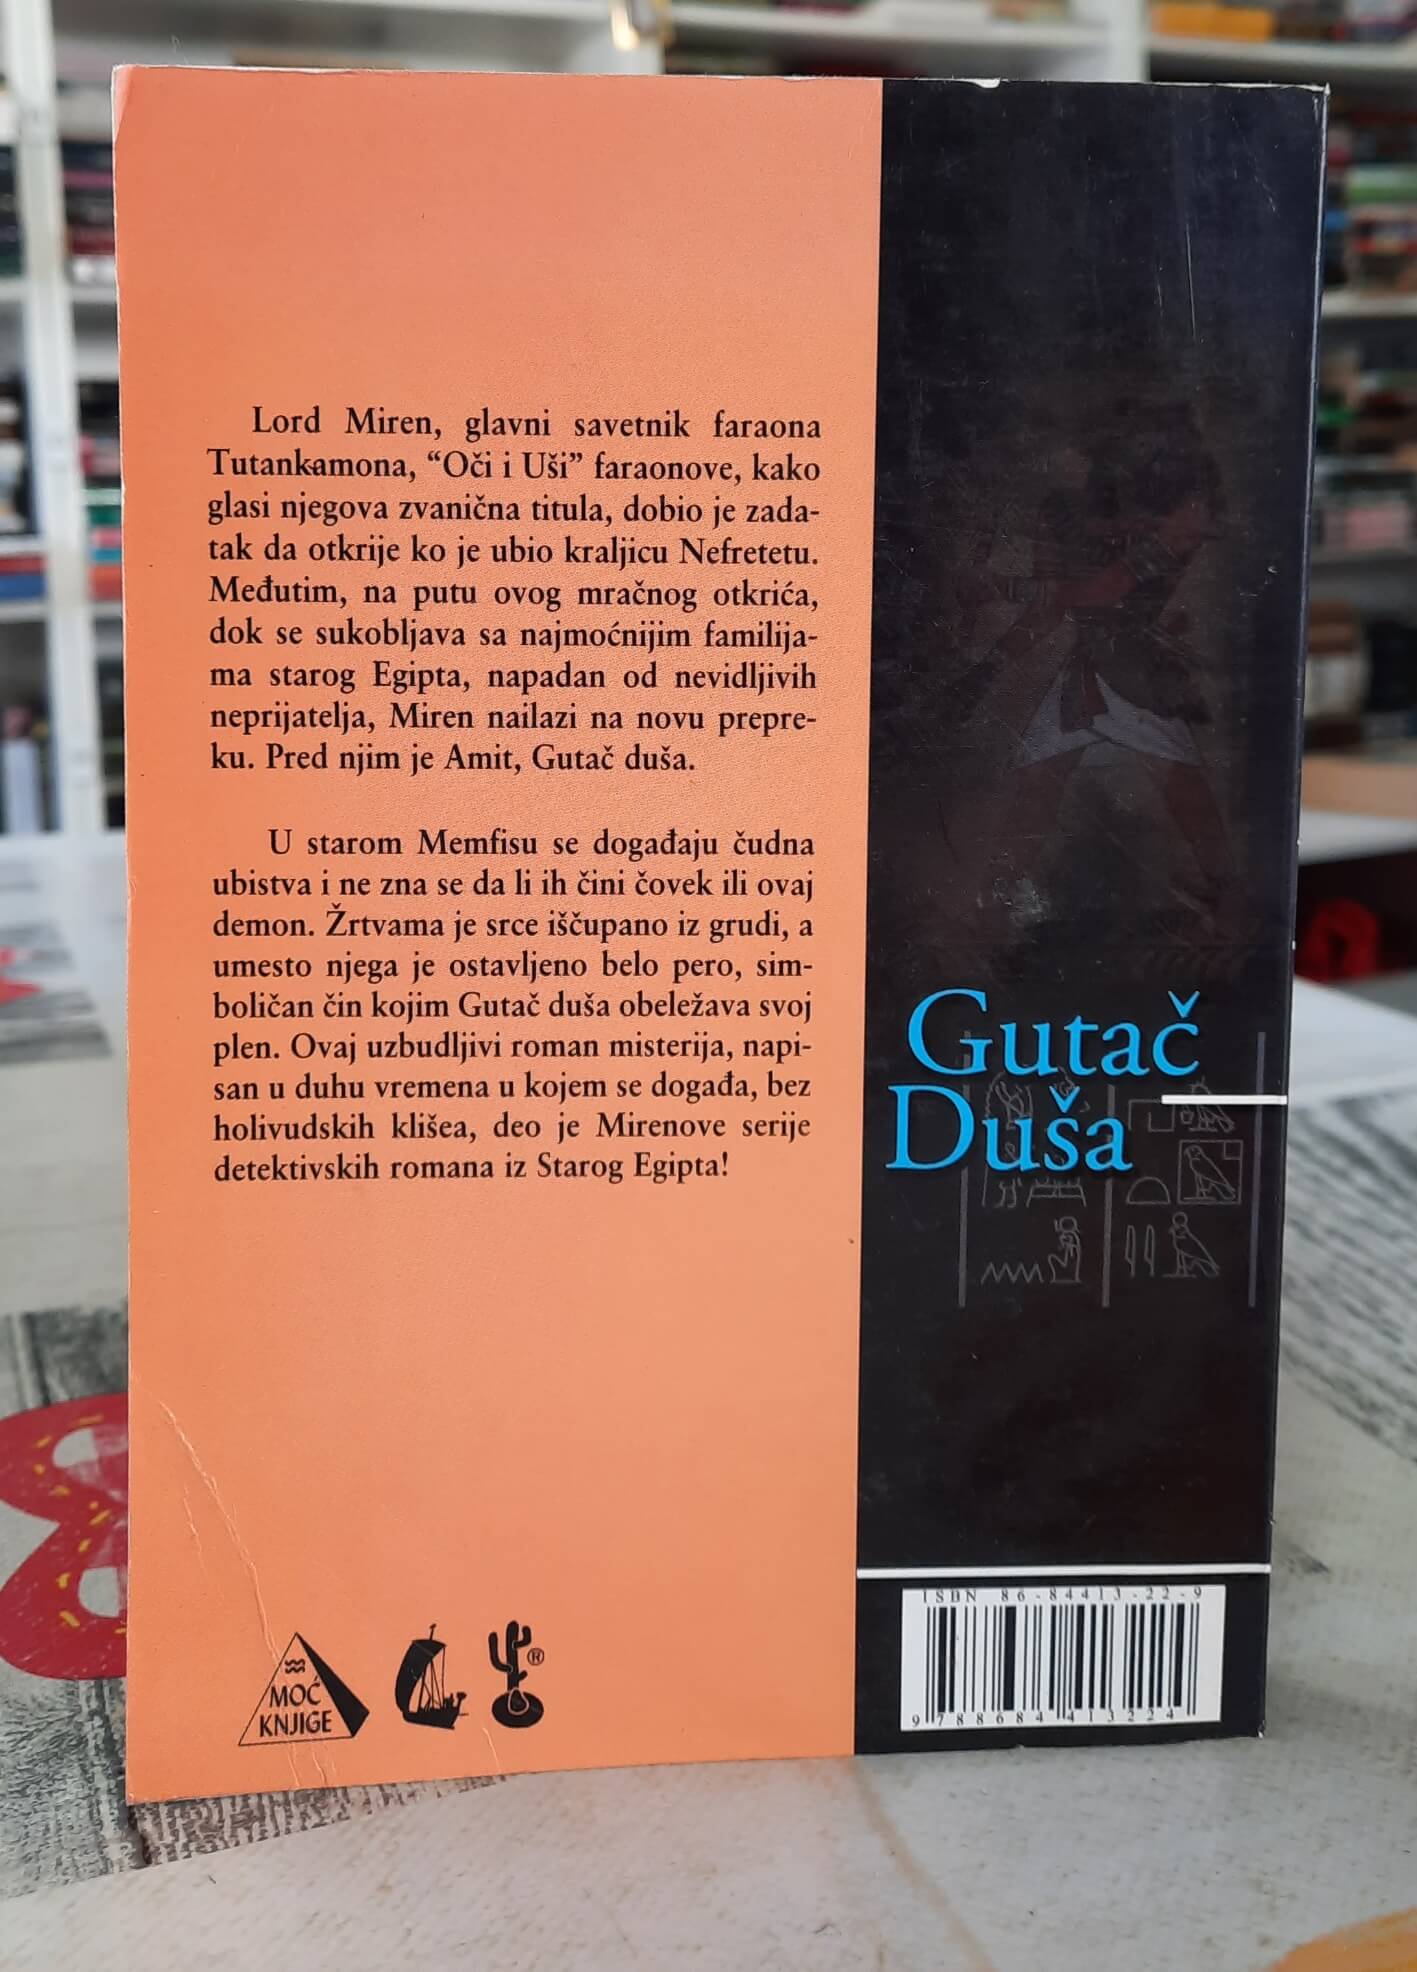 Lord Miren, glavni savetnik faraona
Tutankamona, “Oči i Uši” faraonove, kako
glasi njegova zvanična titula, dobio je zada-
tak da otkrije ko je ubio kraljicu Nefretetu.
Međutim, na putu ovog mračnog otkrića,
dok se sukobljava sa najmoćnijim familija-
ma starog Egipta, napadan od nevidljivih
neprijatelja, Miren nailazi na novu prepre-
ku. Pred njim je Amit, Gutač duša.
U starom Memfisu se događaju čudna
ubistva i ne zna se da li ih čini čovek ili ovaj
demon. Žrtvama je srce iščupano iz grudi, a
umesto njega je ostavljeno belo pero, sim-
boličan čin kojim Gutač duša obeležava svoj
plen. Ovaj uzbudljivi roman misterija, napi-
san u duhu vremena u kojem se događa, bez
holivudskih klišea, deo je Mirenove serije
detektivskih romana iz Starog Egipta!
Gutač
Duša
MOĆ
KNJIGE
®
ISBN 86-84413-22-9
9 788684 413224